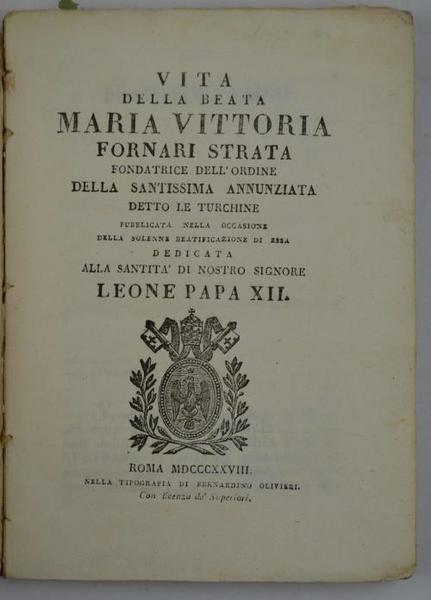 VITA
DELLA BEATA
MARIA VITTORIA
FORNARI STRATA
FONDATRICE DELL'ORDINE
DELLA SANTISSIMA ANNUNZIATA
DETTO LE TURCHINE
PUBBLICATA NELLA OCCASIONE
DELLA SOLENNE BEATIFICAZIONE DI ESSA
DEDICATA
ALLA SANTITA' DI NOSTRO SIGNORE
LEONE PAPA XII.
ROMA MDCCCXXVIII.
NELLA TIPOGRAFIA DI BERNARDINO OLIVIERI.
Con licenza de' Superiori.